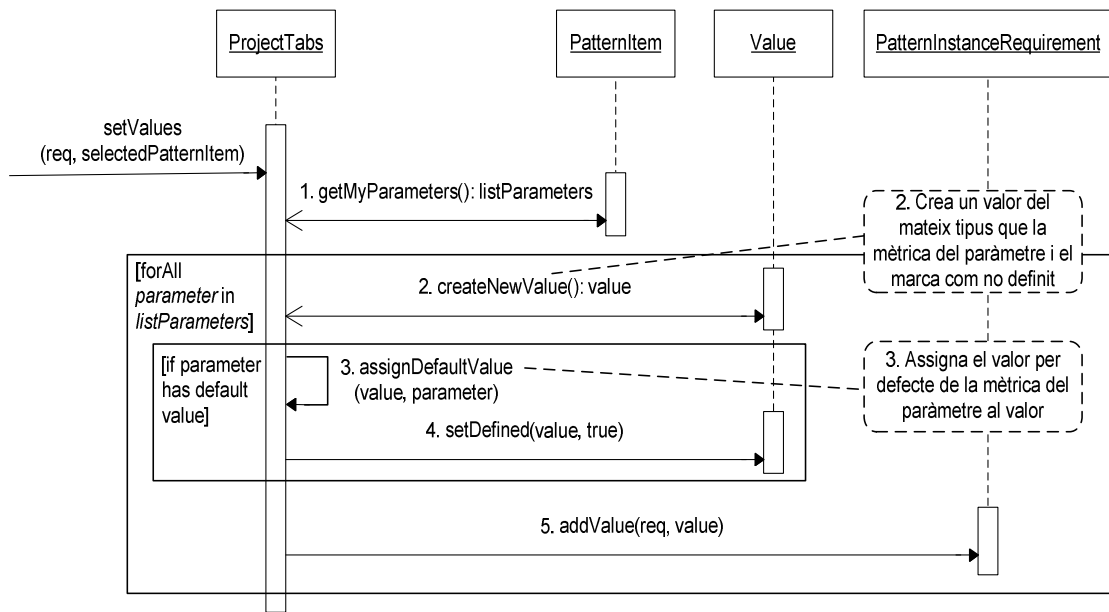 ProjectTabs
PatternItem
Value
PatternInstanceRequirement
setValues
(req, selectedPatternItem)
1. getMyParameters(): listParameters
2. Crea un valor del
mateix tipus que la
mètrica del paràmetre i el
marca com no definit
[forAll
parameter in
listParameters]
2. createNewValue(): value
[if parameter
has default
value]
3. assignDefaultValue
(value, parameter)
3. Assigna el valor per
defecte de la mètrica del
paràmetre al valor
4. setDefined(value, true)
5. addValue(req, value)